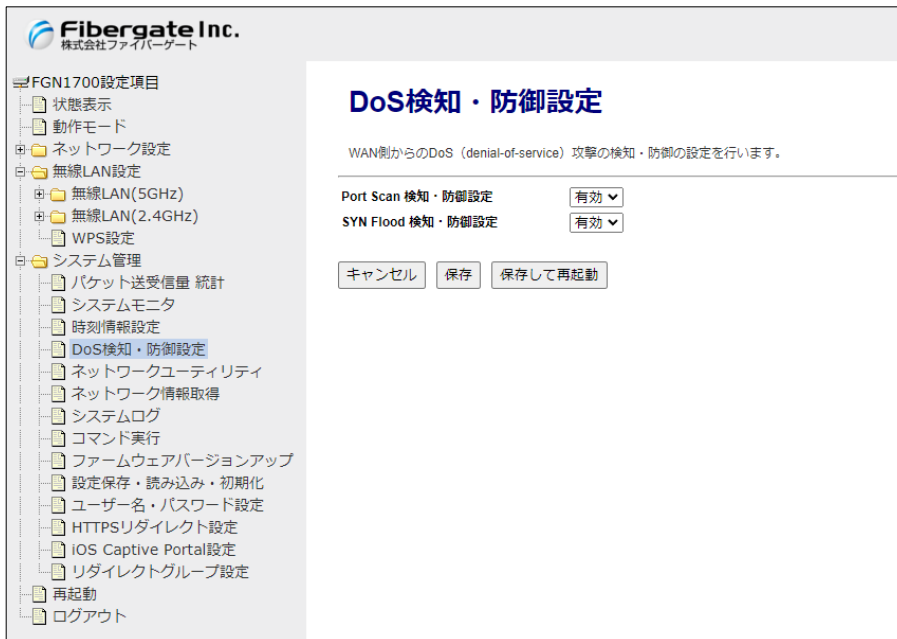 Fibergate Inc.
株式会社ファイバーゲート
FGN1700設定項目
状態表示
動作モード
ネットワーク設定
無線LAN設定
無線LAN(5GHz)
無線LAN(2.4GHz)
WPS設定
システム管理
パケット送受信量 統計
システムモニタ
時刻情報設定
DoS検知・防御設定
ネットワークユーティリティ
ネットワーク情報取得
システムログ
コマンド実行
ファームウェアバージョンアップ
設定保存・読み込み・初期化
ユーザー名・パスワード設定
HTTPSリダイレクト設定
iOS Captive Portal設定
リダイレクトグループ設定
再起動
ログアウト
DoS検知・防御設定
WAN側からのDoS（denial-of-service）攻撃の検知・防御の設定を行います。
Port Scan 検知・防御設定 有効
SYN Flood 検知・防御設定 有効
キャンセル 保存 保存して再起動